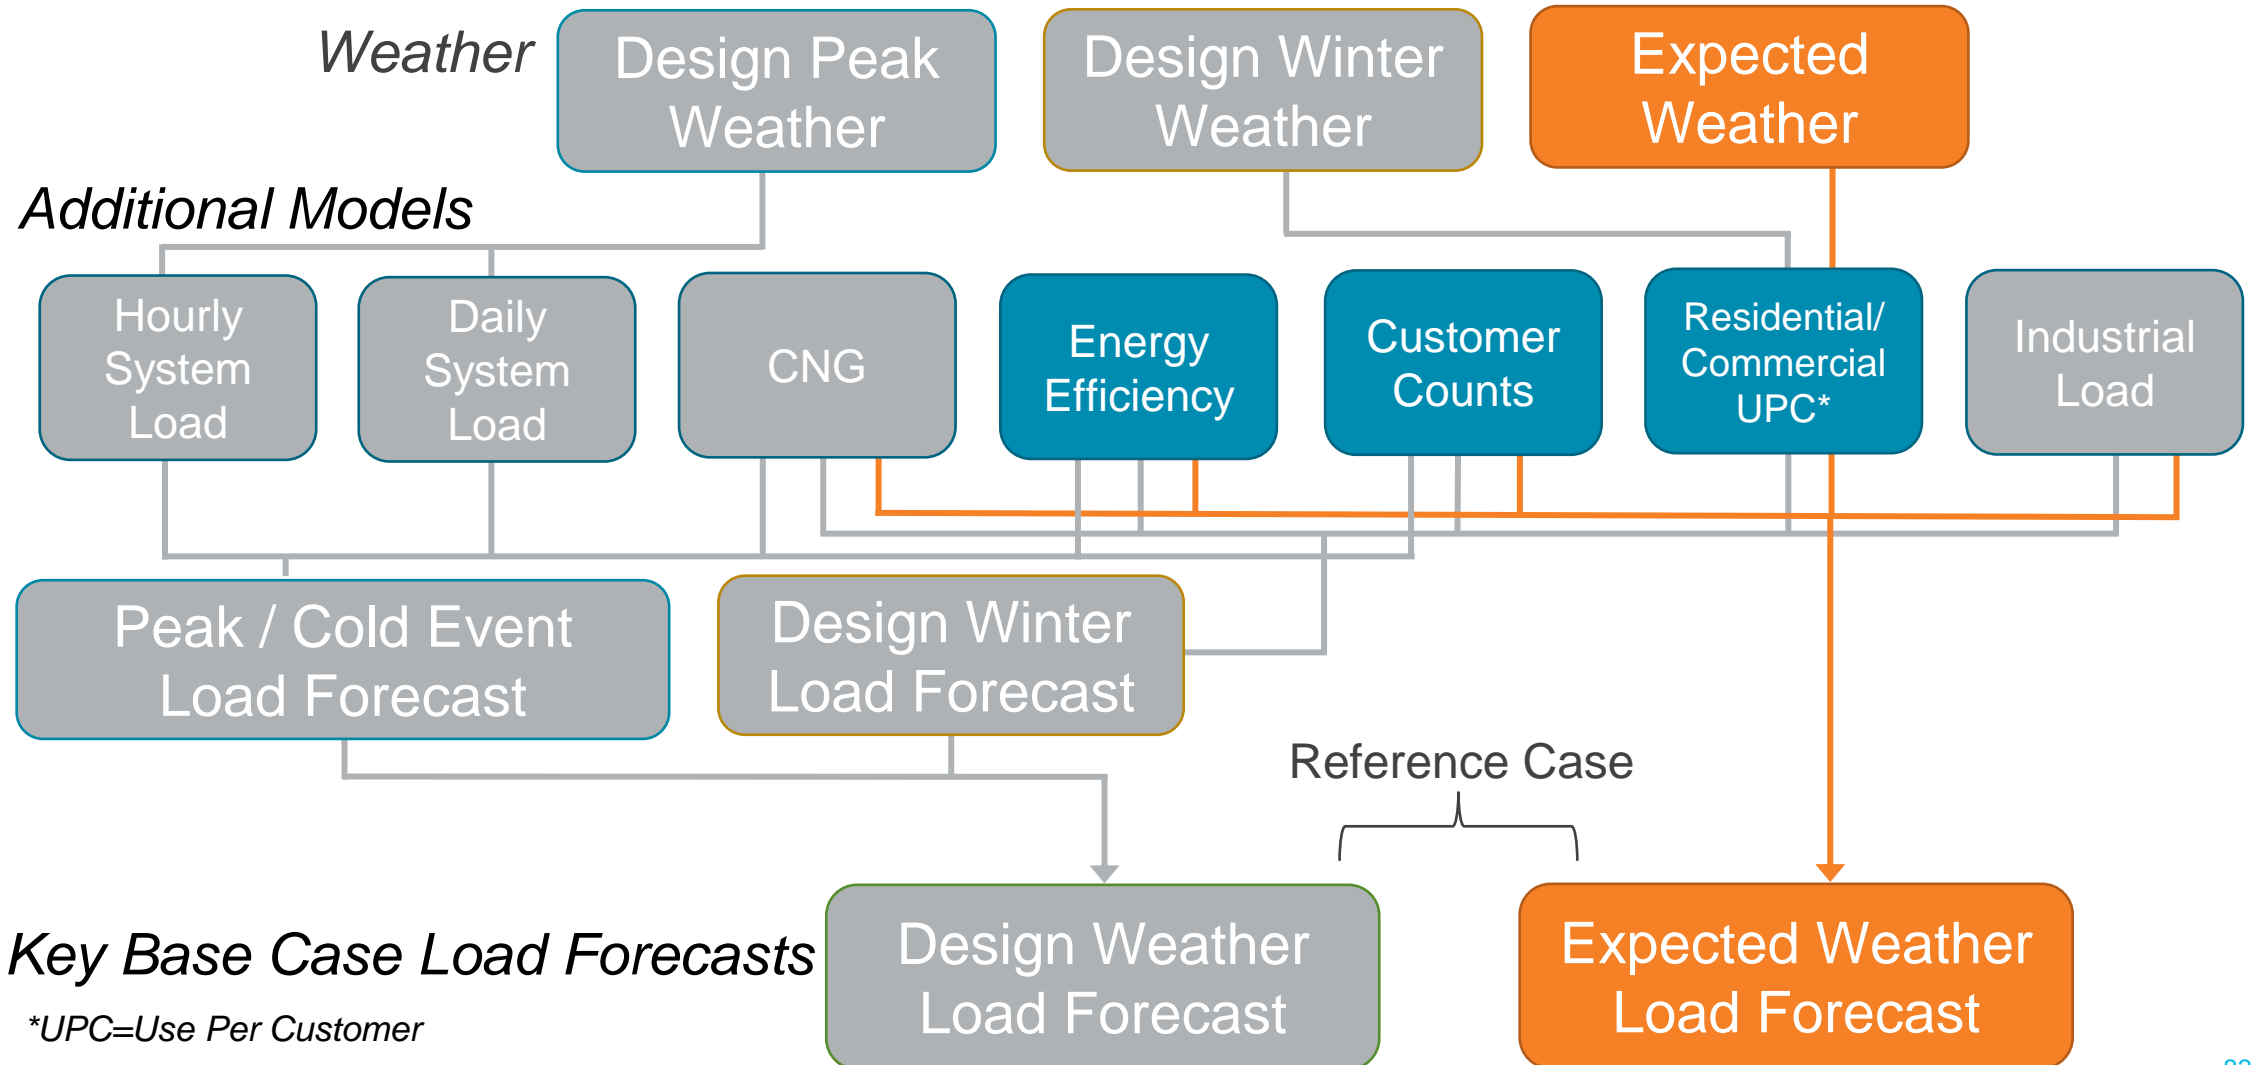 Weather
Design Peak
Weather
Design Winter
Weather
Expected
Weather
Additional Models
Hourly
System
Load
Daily
System
Load
CNG
Energy
Efficiency
Customer
Counts
Residential/
Commercial
UPC*
Industrial
Load
Peak / Cold Event
Load Forecast
Design Winter
Load Forecast
Reference Case
Key Base Case Load Forecasts
Design Weather
Load Forecast
Expected Weather
Load Forecast
*UPC=Use Per Customer